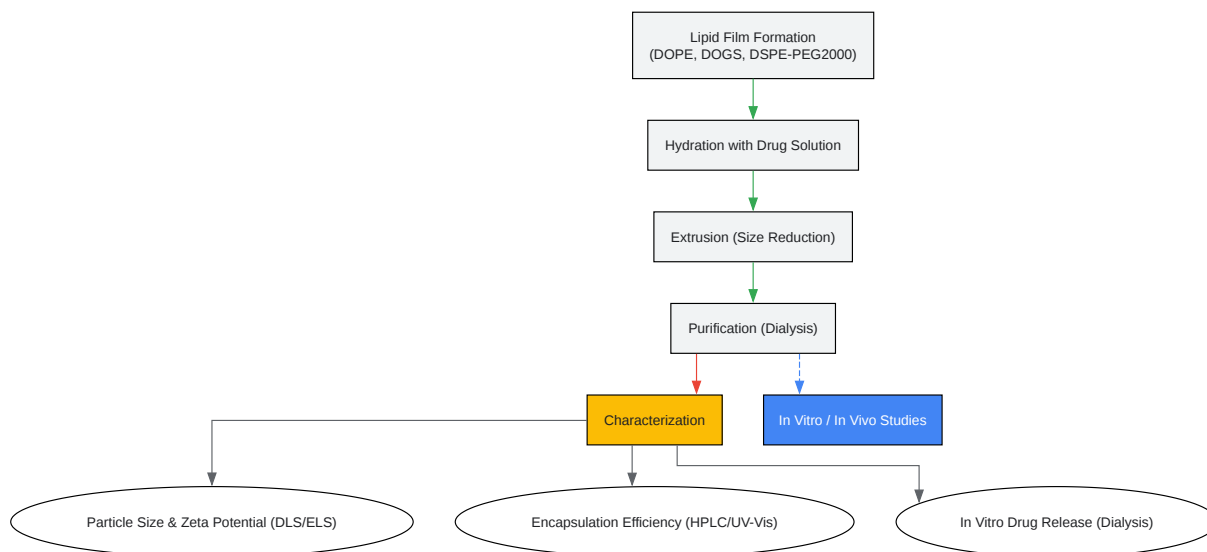 Lipid Film Formation
(DOPE, DOGS, DSPE-PEG2000)
Hydration with Drug Solution
Extrusion (Size Reduction)
Purification (Dialysis)
Characterization
In Vitro / In Vivo Studies
Particle Size & Zeta Potential (DLS/ELS)
Encapsulation Efficiency (HPLC/UV-Vis)
In Vitro Drug Release (Dialysis)